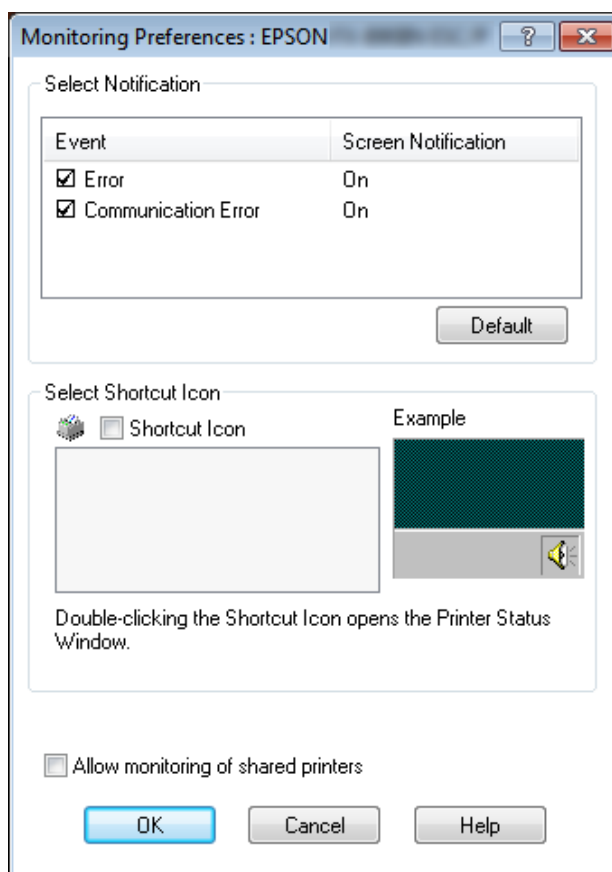 Monitoring Preferences : EPSON
Select Notification
Event Screen Notification
Error On
Communication Error On
Default
Select Shortcut Icon
Shortcut Icon
Example
Double-clicking the Shortcut Icon opens the Printer Status
Window.
Allow monitoring of shared printers
OK Cancel Help